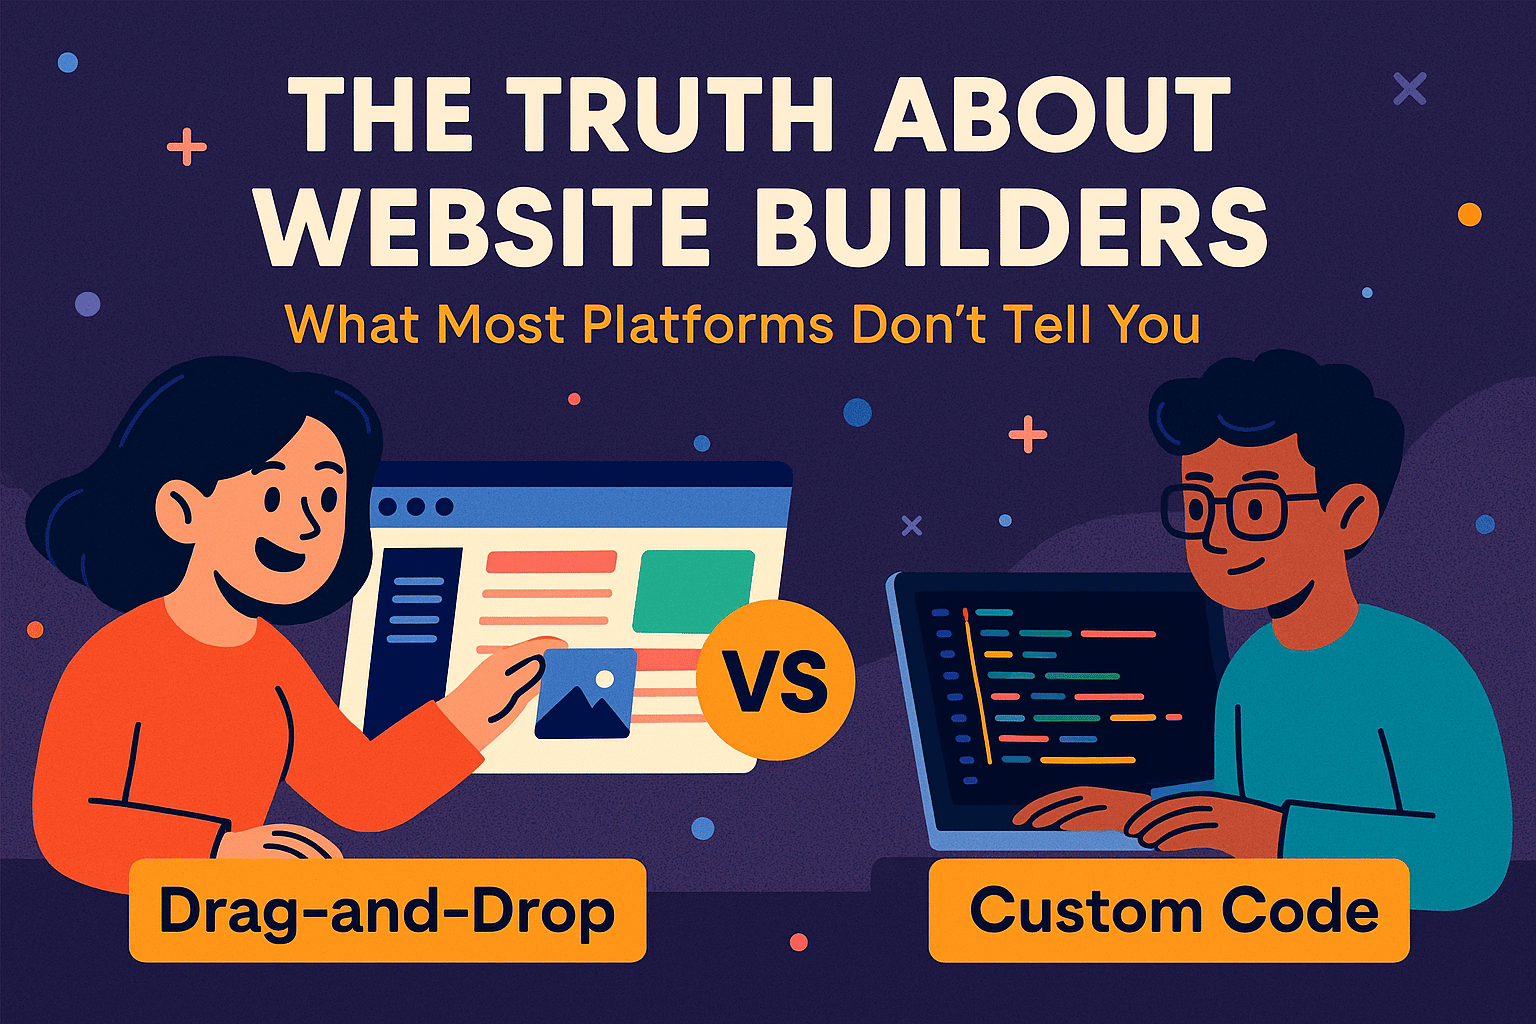 THE TRUTH ABOUT
WEBSITE BUILDERS
What Most Platforms Don’t Tell You
VS
Drag-and-Drop
Custom Code